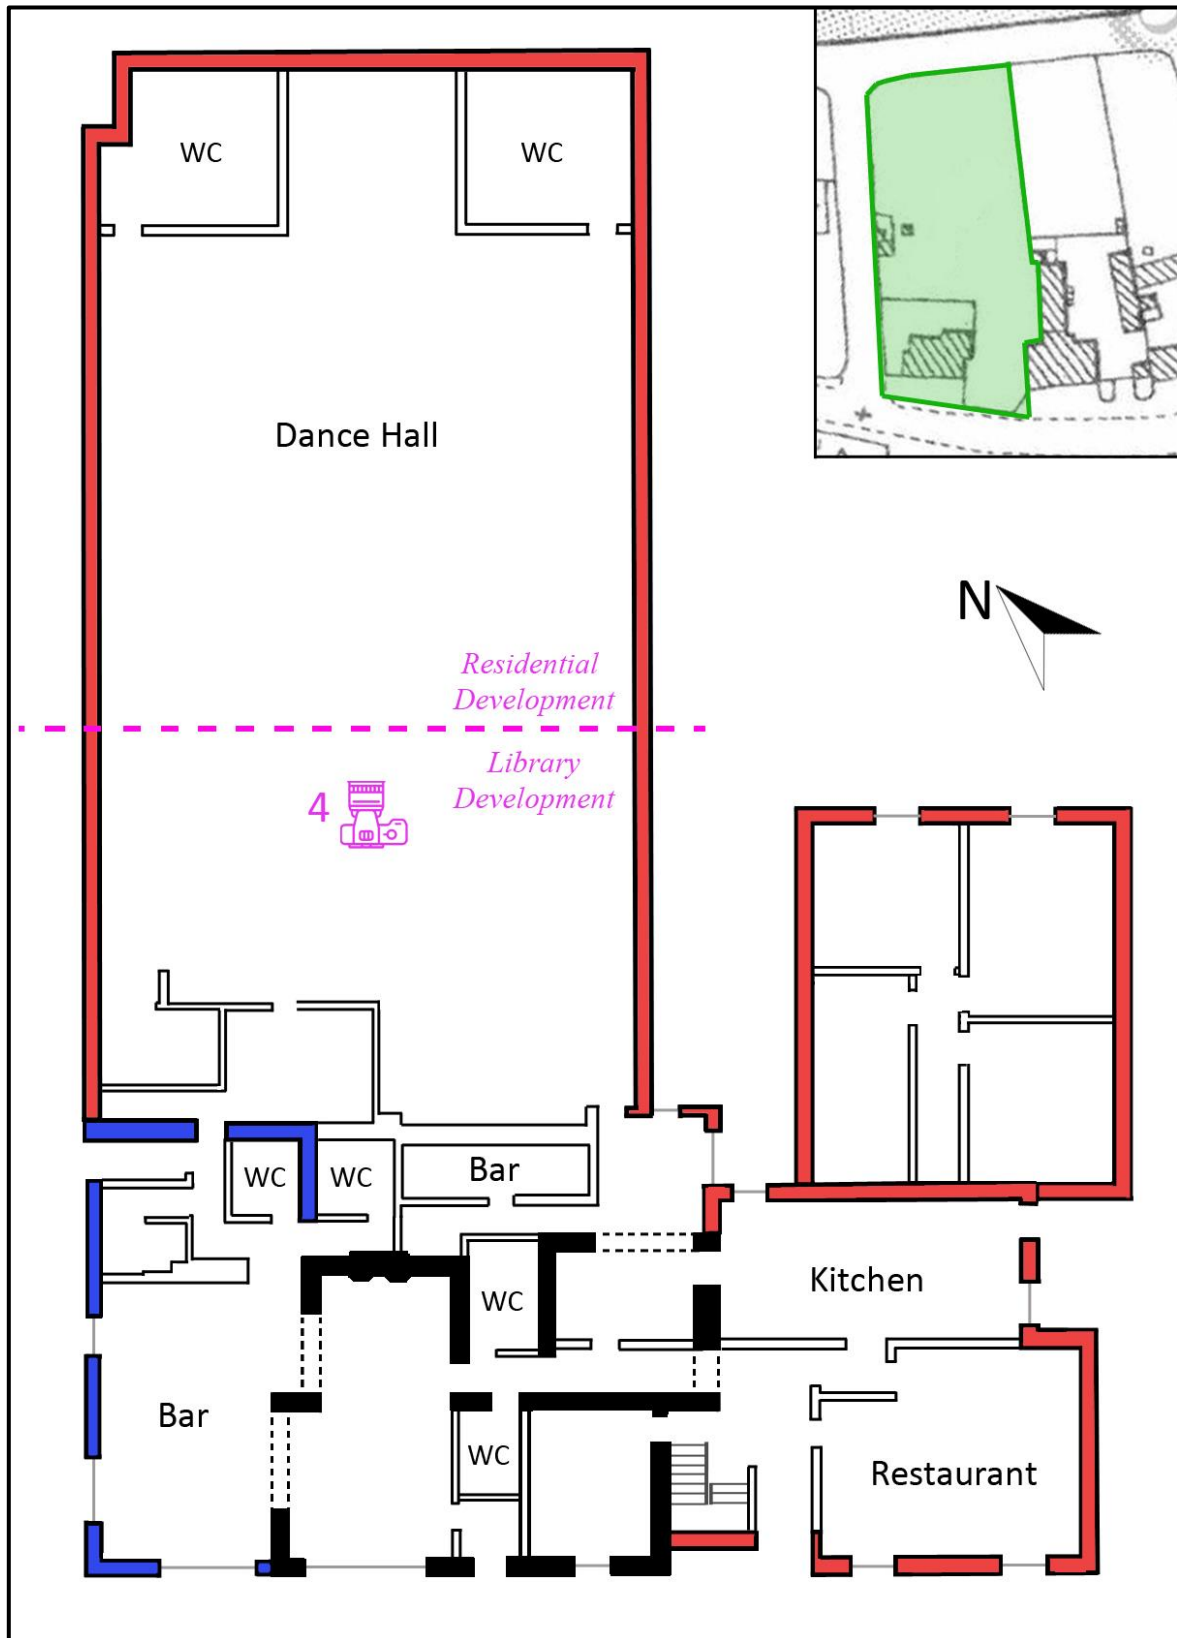 WC
WC
Dance Hall
N
Residential
Development
Library
Development
4
WC
WC
Bar
Kitchen
WC
Bar
WC
Restaurant